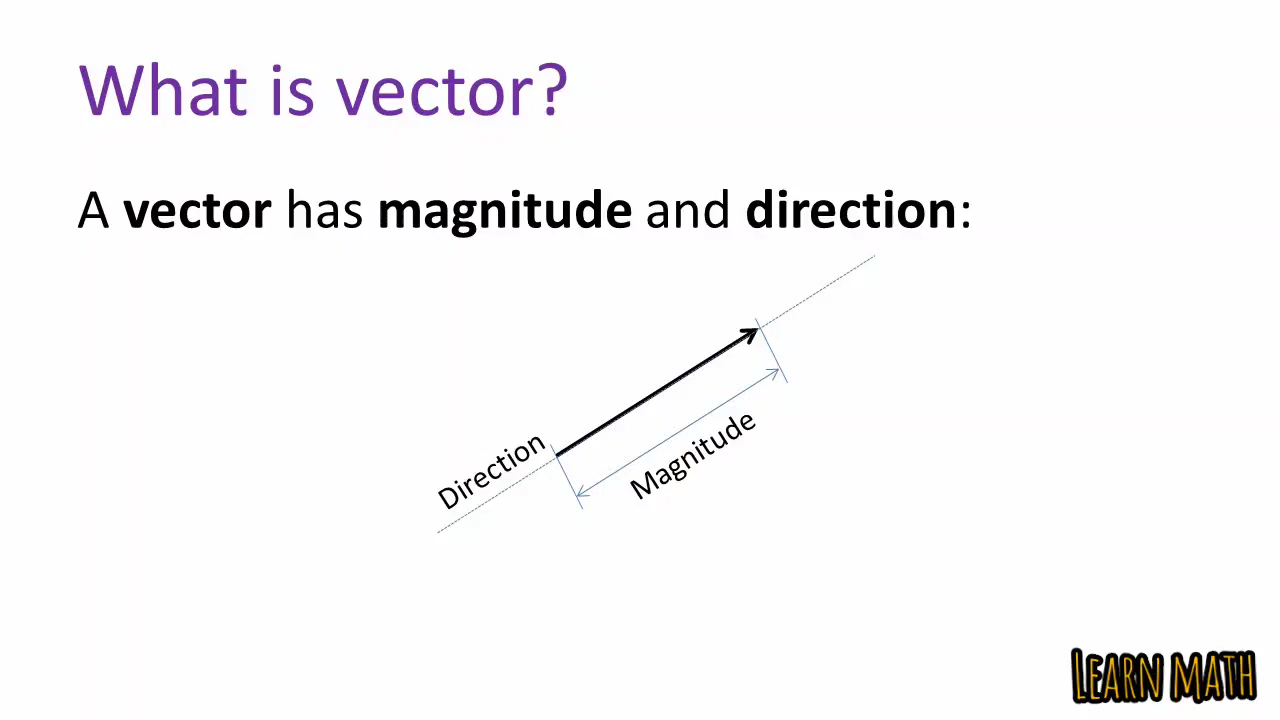 What is vector?
A vector has magnitude and direction:
Direction
Magnitude
LEARN MATH